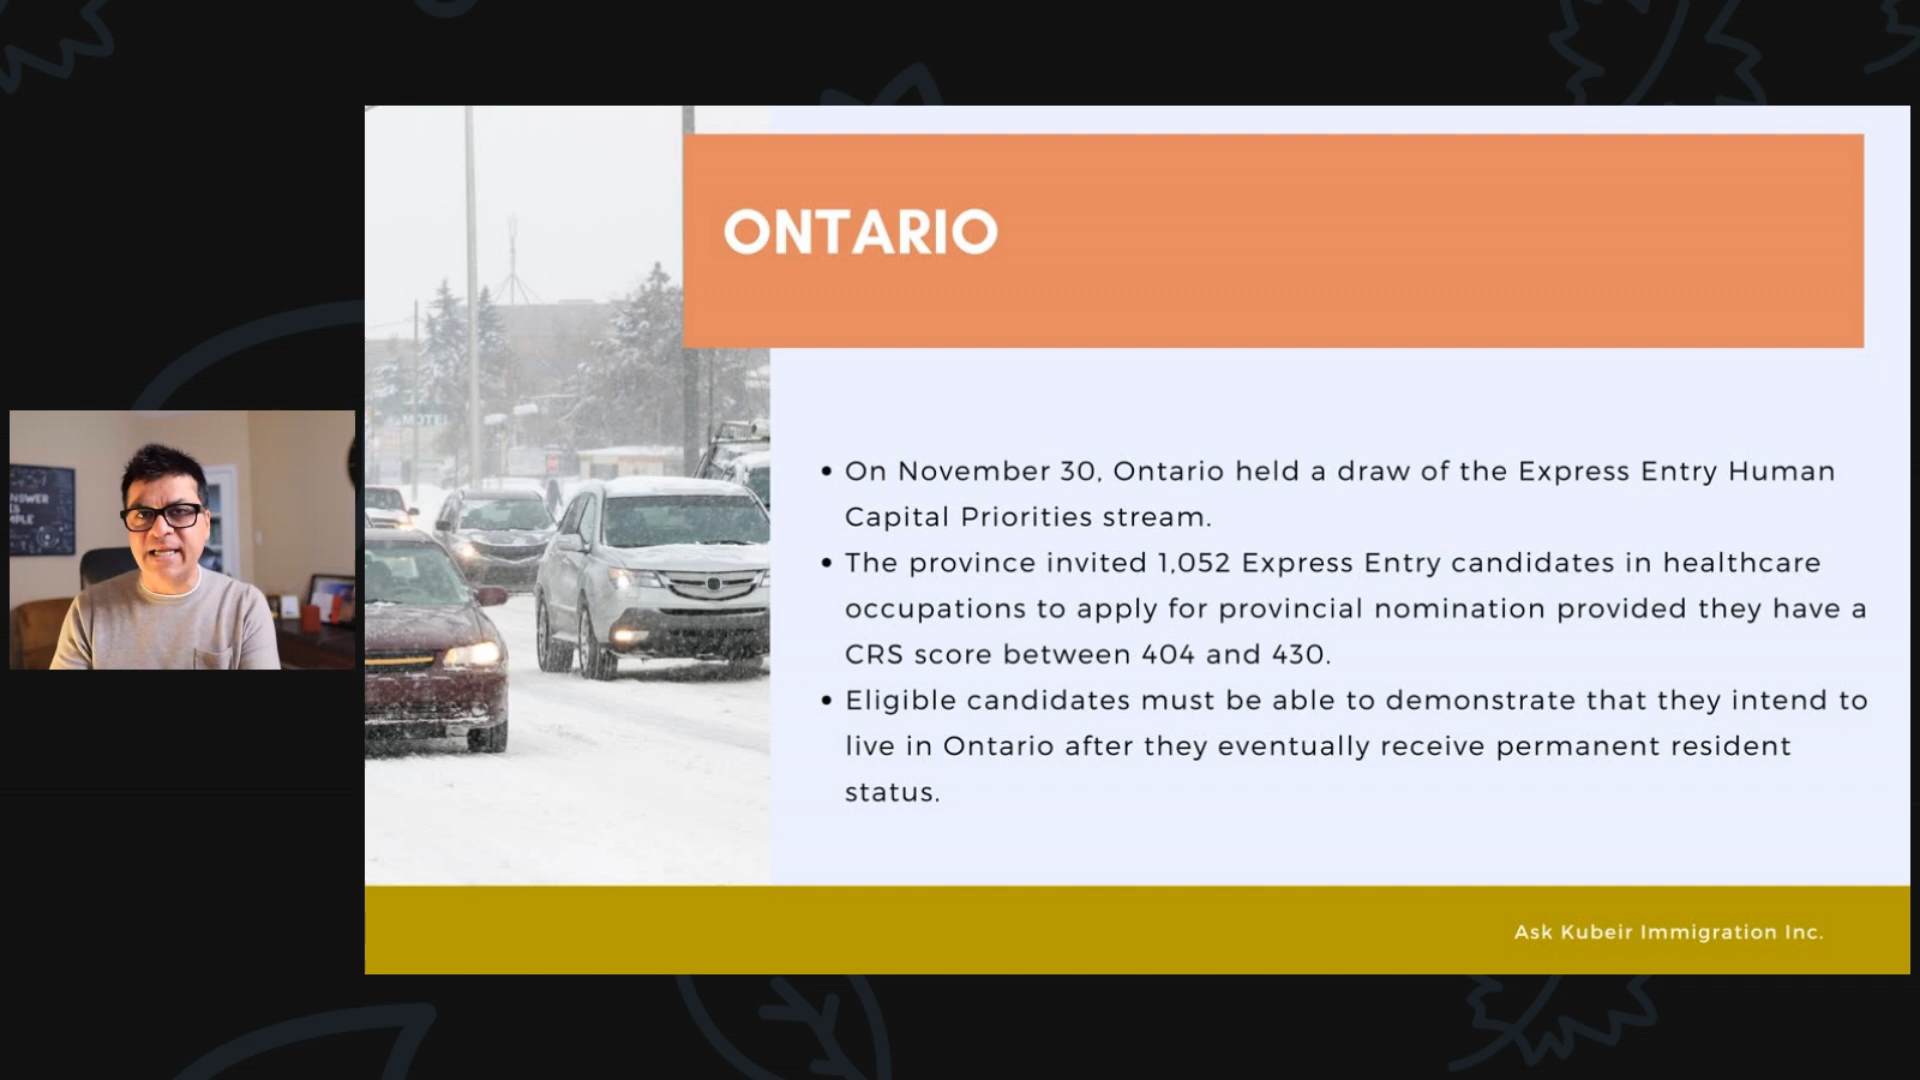 ONTARIO
On November 30, Ontario held a draw of the Express Entry Human
Capital Priorities stream.
The province invited 1,052 Express Entry candidates in healthcare
occupations to apply for provincial nomination provided they have a
CRS score between 404 and 430.
Eligible candidates must be able to demonstrate that they intend to
live in Ontario after they eventually receive permanent resident
status.
Ask Kubeir Immigration Inc.
MOTEL